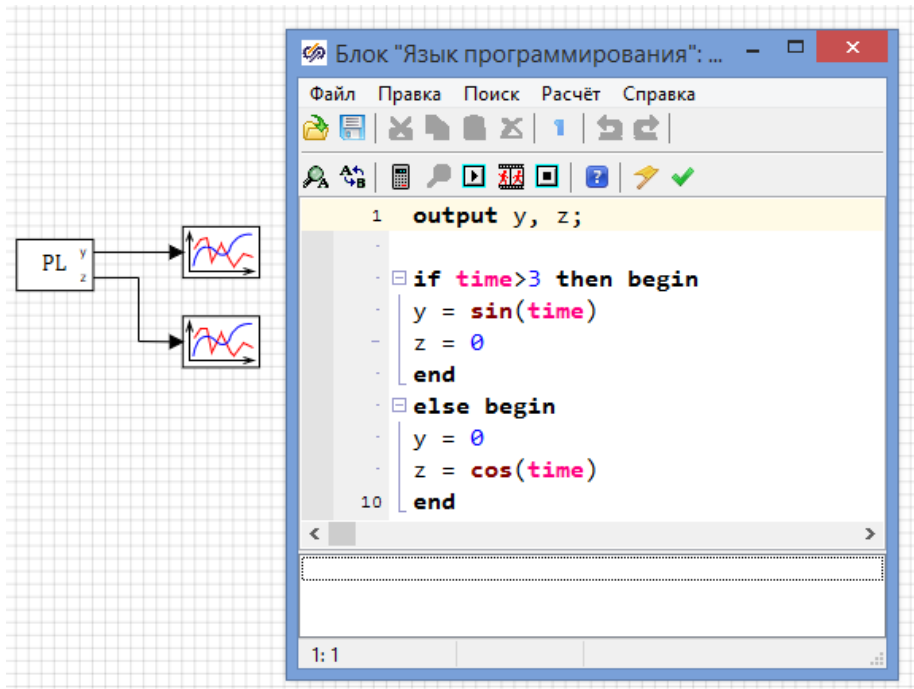 Блок "Язык программирования": ...
Файл Правка Поиск Расчёт Справка
1 output y, z;
if time>3 then begin
y = sin(time)
z = 0
end
else begin
y = 0
z = cos(time)
10 end
1: 1
PL y
z